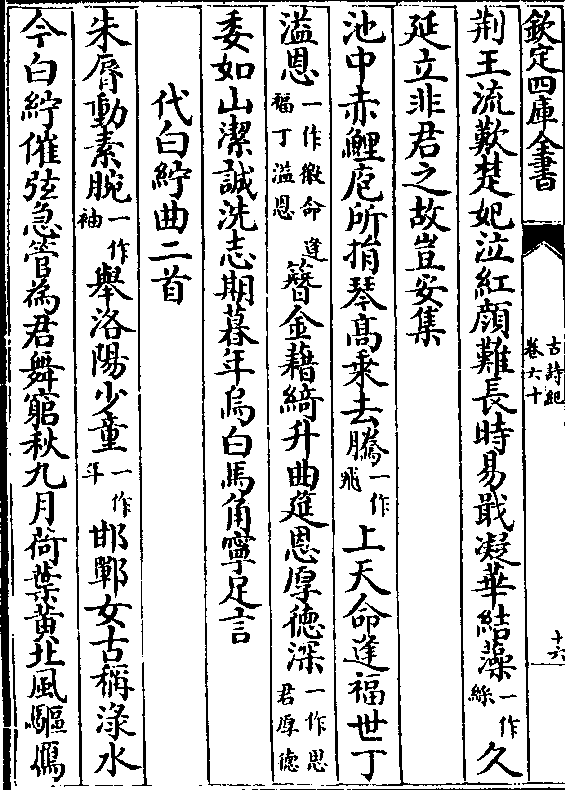 欽定四庫全書
古詩紀
卷六十
十六
荆王流歎楚妃泣紅顔難長時易戢凝華結藻一作絲久
延立非君之故豈安集
池中赤鯉庖所捐琴髙乘去騰一作飛上天命逢福世丁
溢恩一作徼命逢福丁溢恩簪金藉綺升曲筵恩厚德深一作思君厚德
委如山潔誠洗志期暮年烏白馬角寧足言
代白紵曲二首
朱脣動素腕一作袖舉洛陽少童一作年邯鄲女古稱淥水
今白紵催弦急管為君舞窮秋九月荷葉黄北風驅鴈